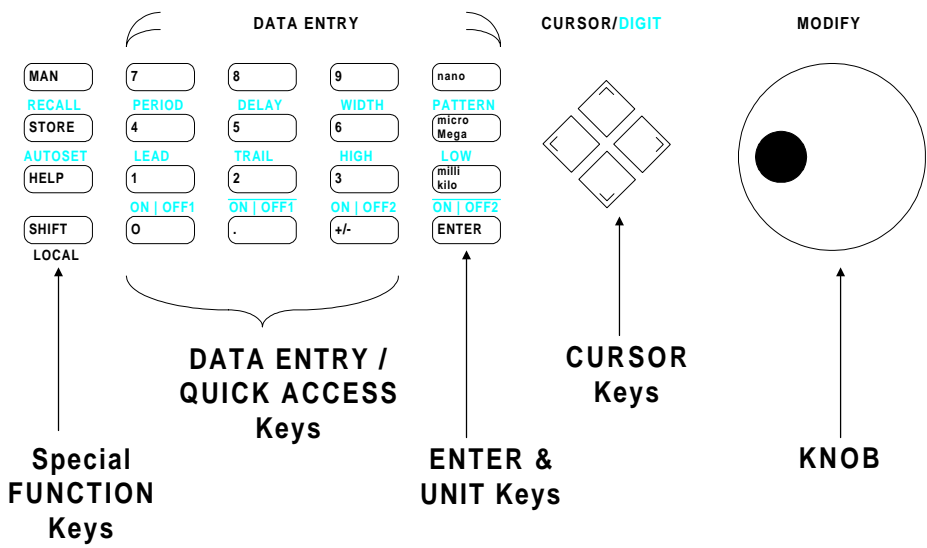 DATA ENTRY CURSOR/DIGIT MODIFY
MAN 7 8 9 nano
RECALL PERIOD DELAY WIDTH PATTERN
STORE 4 5 6 micro
Mega
AUTOSET LEAD TRAIL HIGH LOW
HELP 1 2 3 milli
kilo
ON | OFF1 ON | OFF1 ON | OFF2 ON | OFF2
SHIFT O . +/- ENTER
LOCAL
DATA ENTRY /
QUICK ACCESS
Keys
CURSOR
Keys
Special
FUNCTION
Keys
ENTER &
UNIT Keys
KNOB